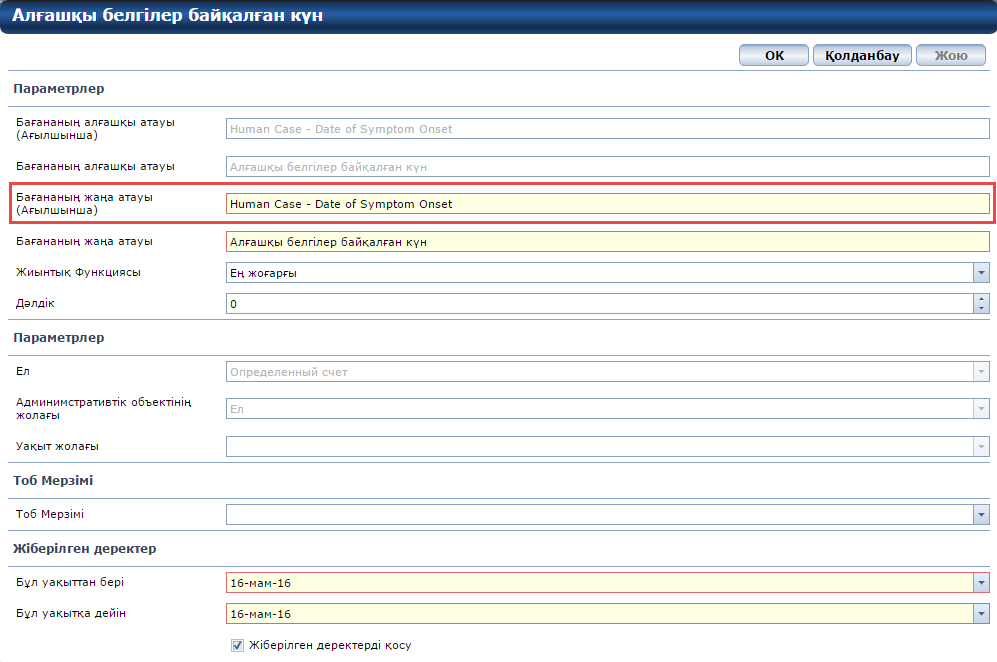 Алғашқы белгілер байқалған күн
ОК Қолданбау Жою
Параметрлер
Бағананың алғашқы атауы
(Ағылшынша)
Human Case - Date of Symptom Onset
Бағананың алғашқы атауы
Алғашқы белгілер байқалған күн
Бағананың жаңа атауы
(Ағылшынша)
Human Case - Date of Symptom Onset
Бағананың жаңа атауы
Алғашқы белгілер байқалған күн
Жиынтық Функциясы
Ең жоғарғы
Дәлдік
0
Параметрлер
Ел
Определенный счет
Админимстративтік объектінің
жолағы
Ел
Уақыт жолағы
Тоб Мерзімі
Тоб Мерзімі
Жіберілген деректер
Бұл уақыттан бері
16-мам-16
Бұл уақытқа дейін
16-мам-16
Жіберілген деректерді қосу